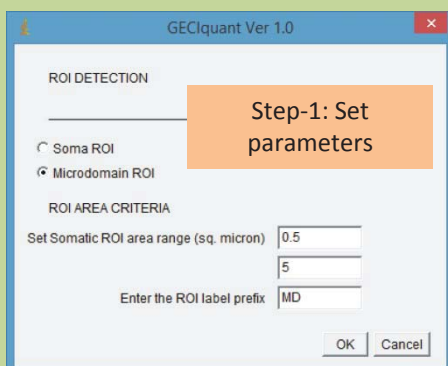 GECIquant Ver 1.0
ROI DETECTION
Step-1: Set
parameters
Soma ROI
Microdomain ROI
ROI AREA CRITERIA
Set Somatic ROI area range (sq. micron) 0.5
5
Enter the ROI label prefix MD
OK Cancel